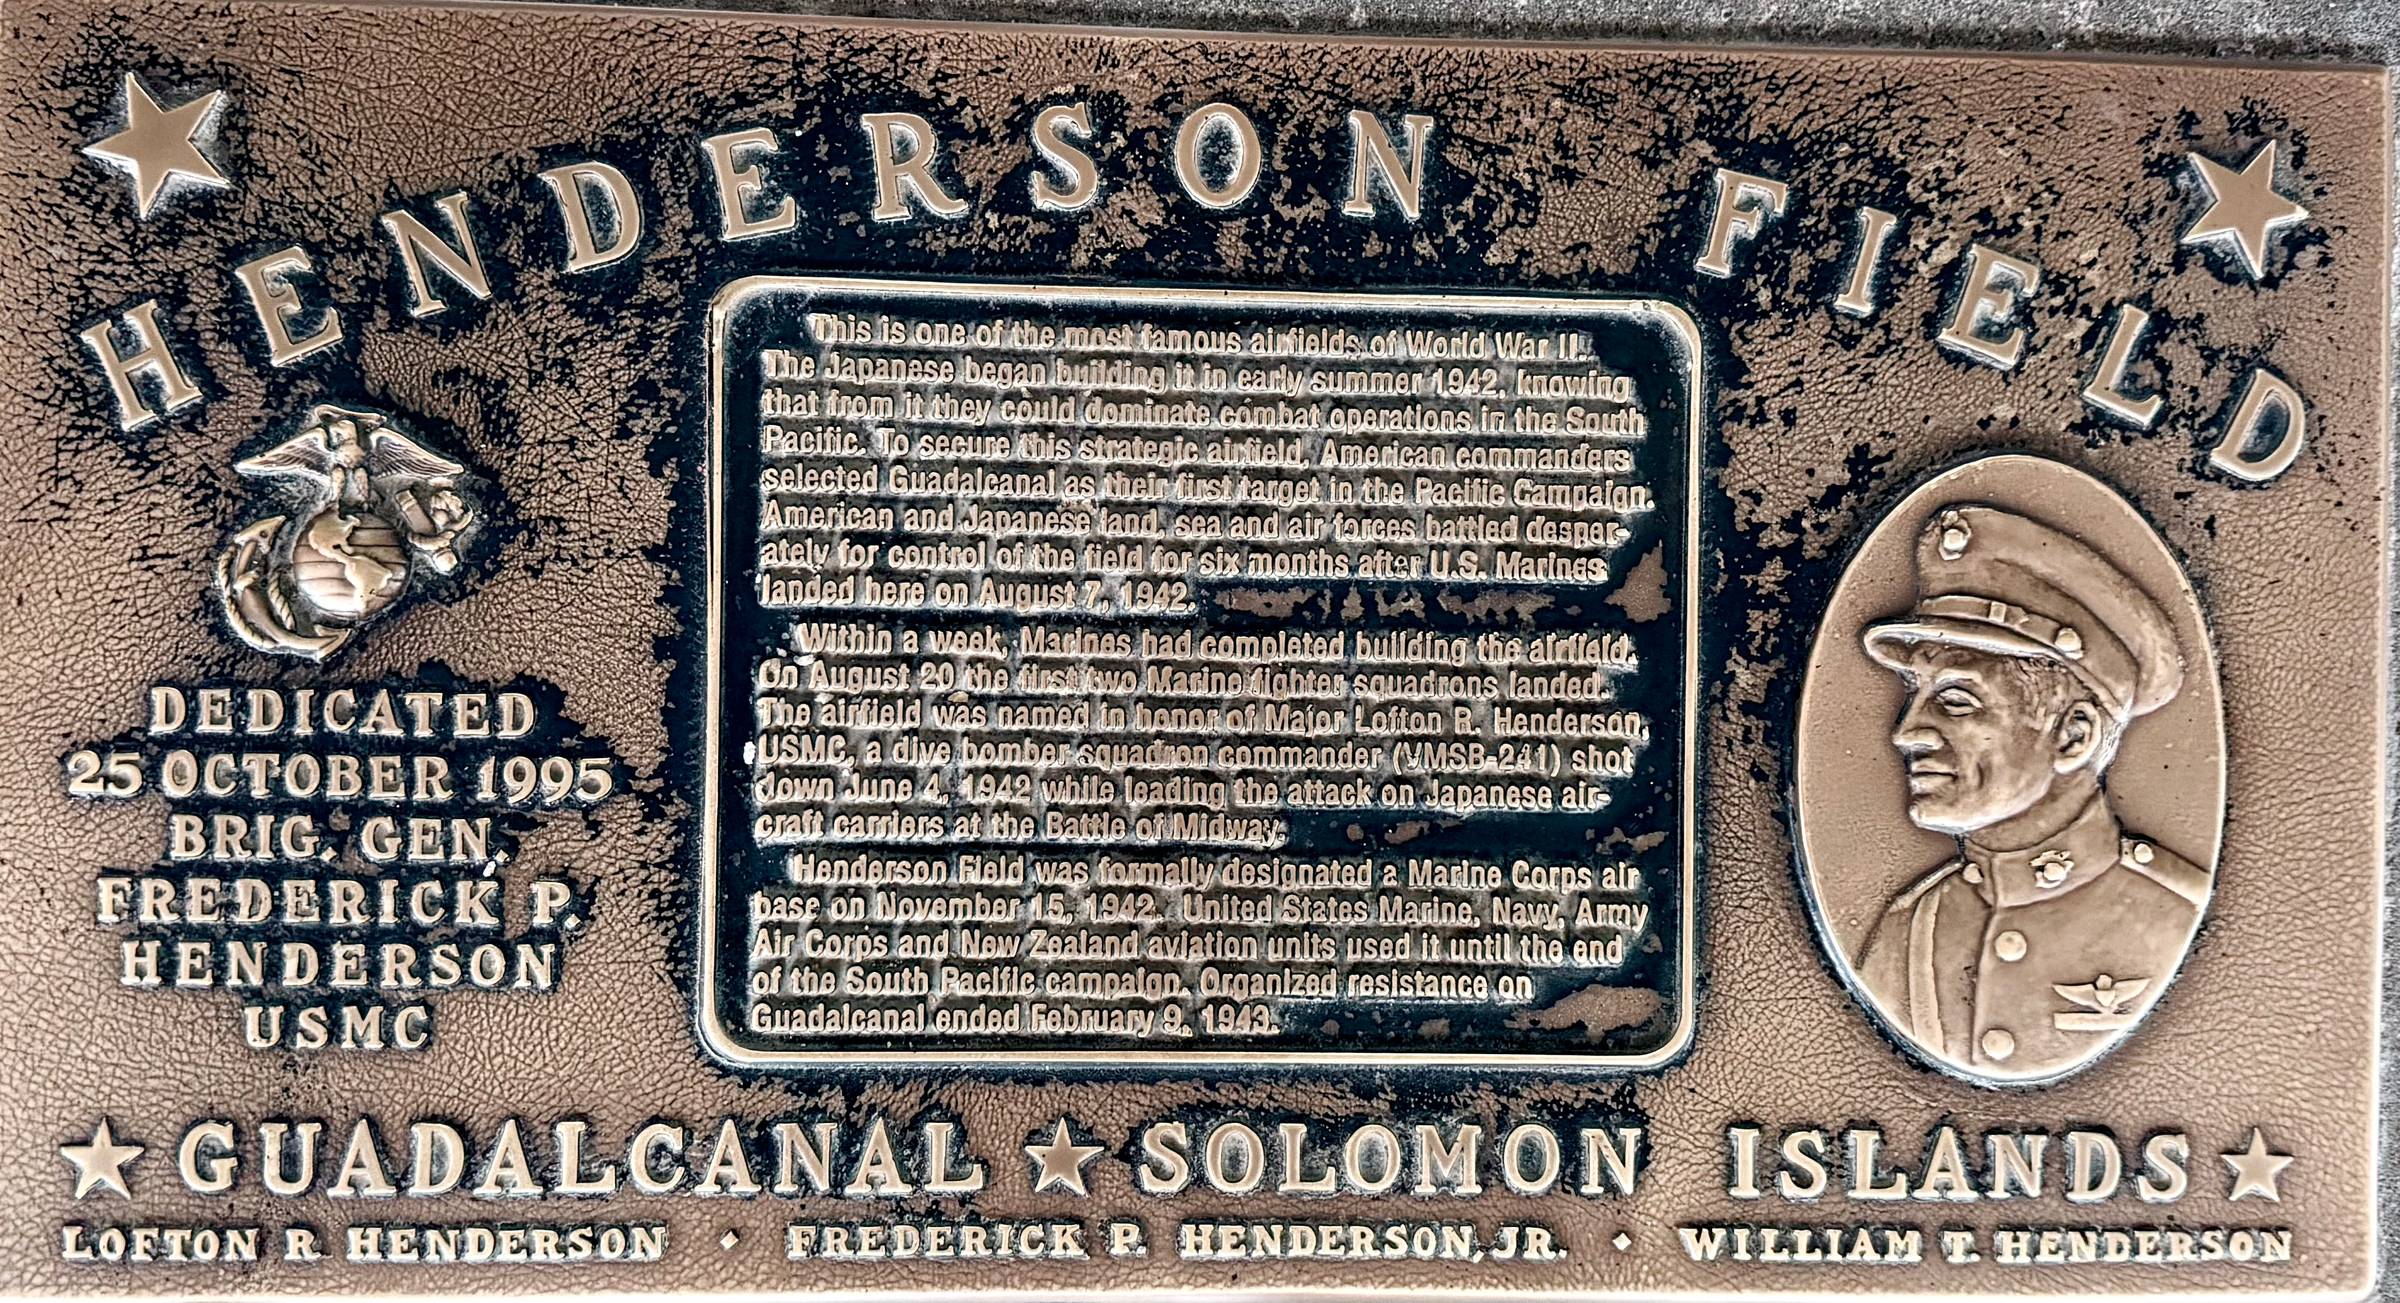 HENDERSON FIELD
This is one of the most famous airfields of World War II.
The Japanese began building it in early summer 1942, knowing
that from it they could dominate combat operations in the South
Pacific. To secure this strategic airfield, American commanders
selected Guadalcanal as their first target in the Pacific Campaign.
American and Japanese land, sea and air forces battled desper-
ately for control of the field for six months after U.S. Marines
landed here on August 7, 1942.
Within a week, Marines had completed building the airfield.
On August 20 the first two Marine fighter squadrons landed.
The airfield was named in honor of Major Lofton R. Henderson,
USMC, a dive bomber squadron commander (VMSB-241) shot
down June 4, 1942 while leading the attack on Japanese air-
craft carriers at the Battle of Midway.
Henderson Field was formally designated a Marine Corps air
base on November 15, 1942. United States Marine, Navy, Army
Air Corps and New Zealand aviation units used it until the end
of the South Pacific campaign. Organized resistance on
Guadalcanal ended February 9, 1943.
DEDICATED
25 OCTOBER 1995
BRIG. GEN.
FREDERICK P.
HENDERSON
USMC
★ GUADALCANAL ★ SOLOMON ISLANDS ★
LOFTON R. HENDERSON · FREDERICK P. HENDERSON, JR. · WILLIAM T. HENDERSON